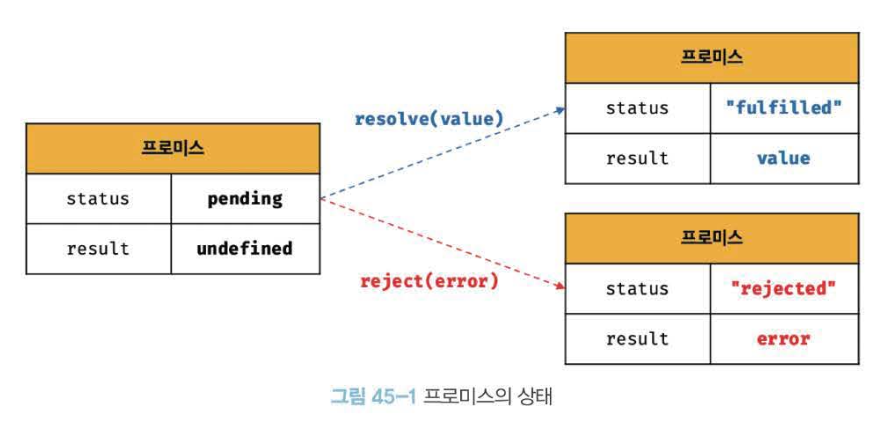 프로미스
status pending
result undefined
resolve(value)
reject(error)
프로미스
status "fulfilled"
result value
프로미스
status "rejected"
result error
그림 45-1 프로미스의 상태